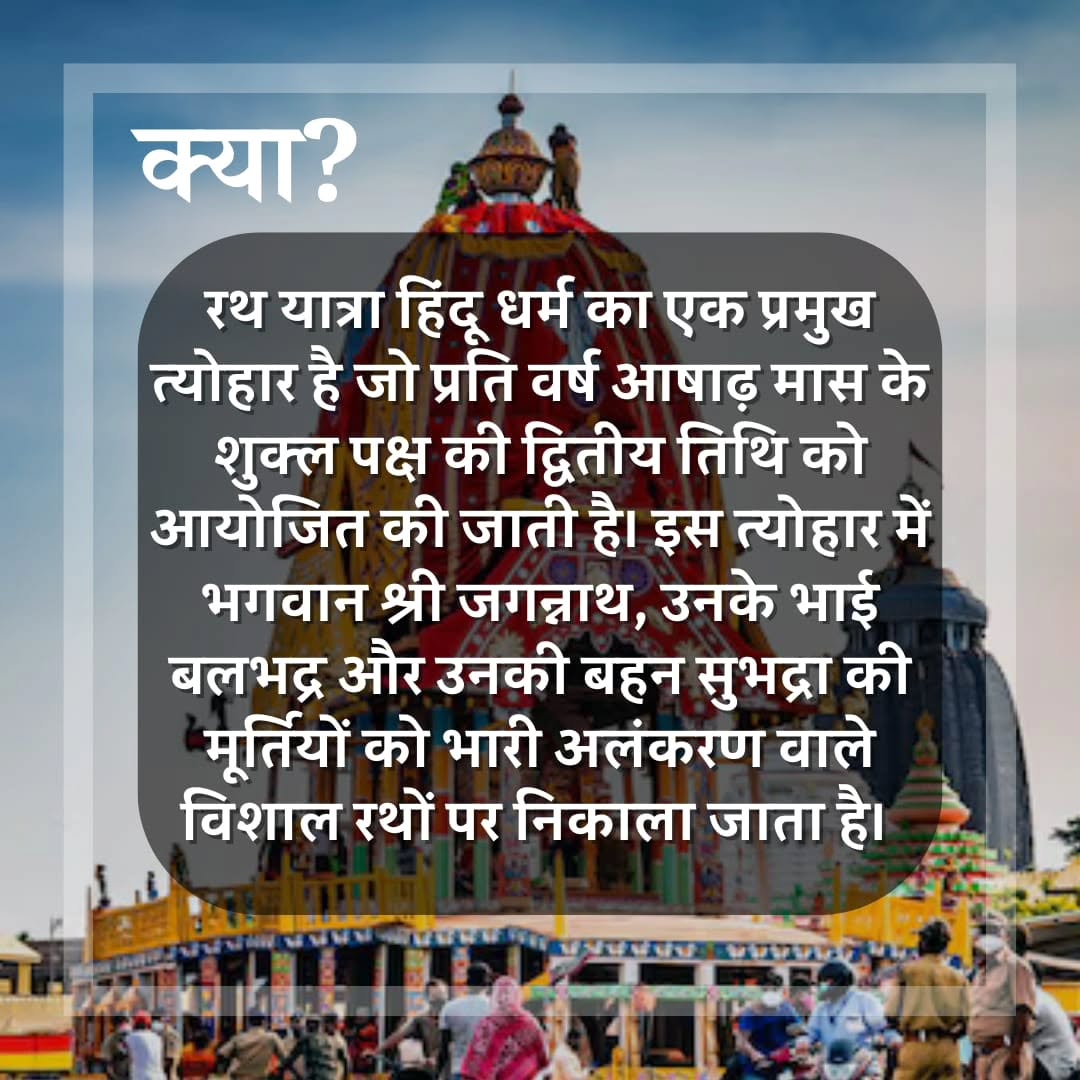 क्या?
रथ यात्रा हिंदू धर्म का एक प्रमुख
त्योहार है जो प्रति वर्ष आषाढ़ मास के
शुक्ल पक्ष की द्वितीय तिथि को
आयोजित की जाती है। इस त्योहार में
भगवान श्री जगन्नाथ, उनके भाई
बलभद्र और उनकी बहन सुभद्रा की
मूर्तियों को भारी अलंकरण वाले
विशाल रथों पर निकाला जाता है।